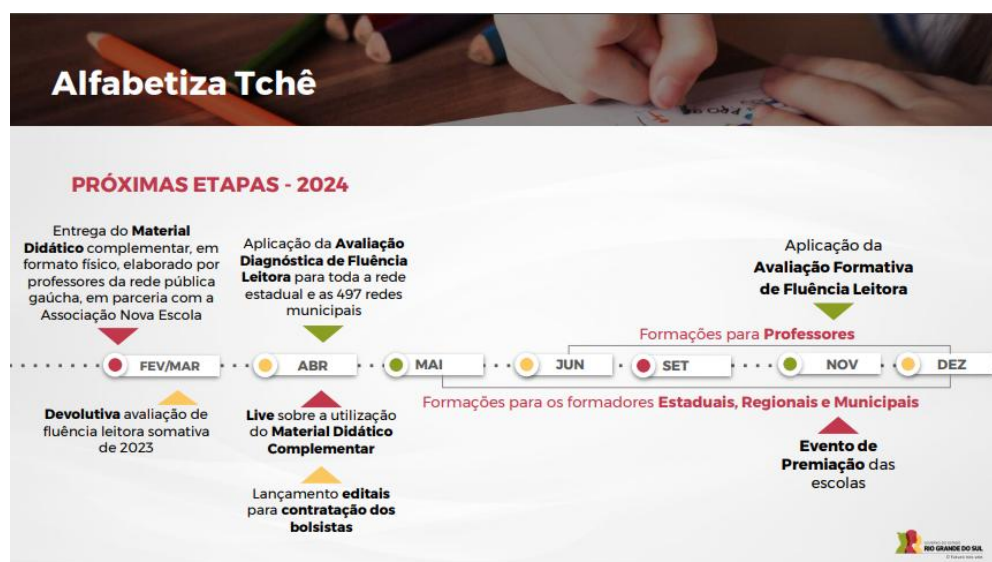 Alfabetiza Tchê
PRÓXIMAS ETAPAS - 2024
Entrega do Material
Didático complementar, em
formato físico, elaborado por
professores da rede pública
gaúcha, em parceria com a
Associação Nova Escola
Aplicação da Avaliação
Diagnóstica de Fluência
Leitora para toda a rede
estadual e as 497 redes
municipais
Aplicação da
Avaliação Formativa
de Fluência Leitora
Formações para Professores
FEV/MAR
ABR
MAI
JUN
SET
NOV
DEZ
Formações para os formadores Estaduais, Regionais e Municipais
Devolutiva avaliação de
fluência leitora somativa
de 2023
Live sobre a utilização
do Material Didático
Complementar
Lançamento editais
para contratação dos
bolsistas
Evento de
Premiação das
escolas
RIO GRANDE DO SUL